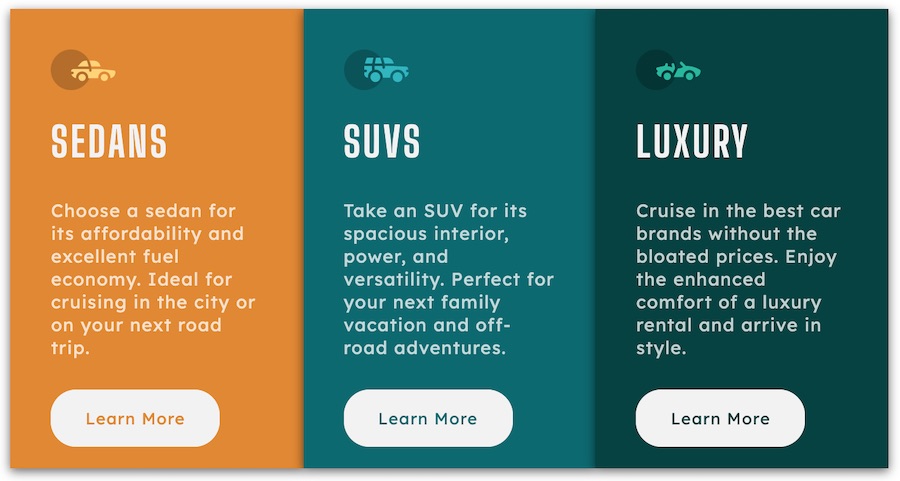 SEDANS
Choose a sedan for
its affordability and
excellent fuel
economy. Ideal for
cruising in the city or
on your next road
trip.
Learn More
SUVS
Take an SUV for its
spacious interior,
power, and
versatility. Perfect for
your next family
vacation and off-
road adventures.
Learn More
LUXURY
Cruise in the best car
brands without the
bloated prices. Enjoy
the enhanced
comfort of a luxury
rental and arrive in
style.
Learn More